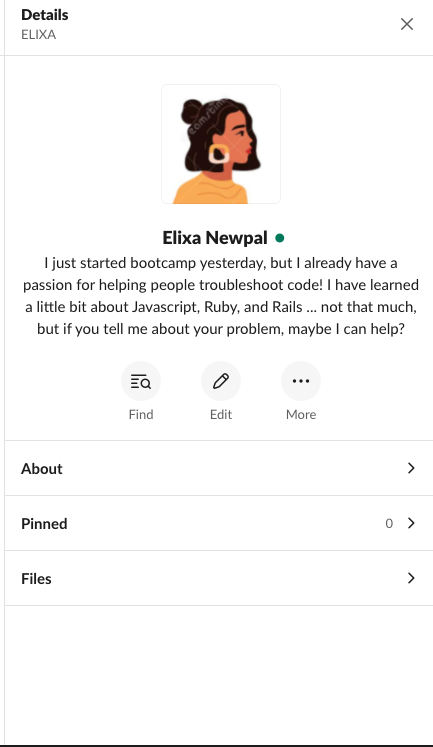 Details
ELIXA
Elixa Newpal
I just started bootcamp yesterday, but I already have a
passion for helping people troubleshoot code! I have learned
a little bit about Javascript, Ruby, and Rails ... not that much,
but if you tell me about your problem, maybe I can help?
Find Edit More
About
Pinned 0
Files